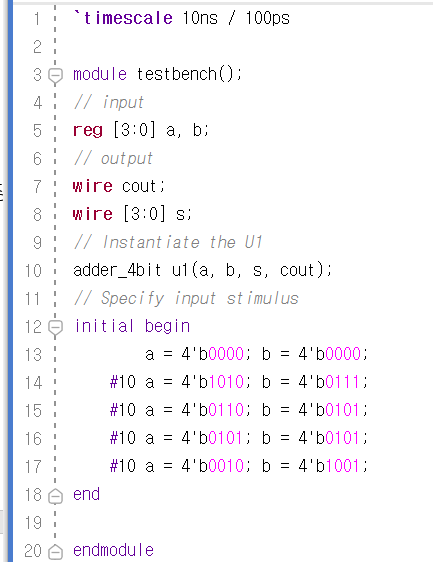 1 `timescale 10ns / 100ps
2
3 module testbench();
4 // input
5 reg [3:0] a, b;
6 // output
7 wire cout;
8 wire [3:0] s;
9 // Instantiate the U1
10 adder_4bit u1(a, b, s, cout);
11 // Specify input stimulus
12 initial begin
13 a = 4'b0000; b = 4'b0000;
14 #10 a = 4'b1010; b = 4'b0111;
15 #10 a = 4'b0110; b = 4'b0101;
16 #10 a = 4'b0101; b = 4'b0101;
17 #10 a = 4'b0010; b = 4'b1001;
18 end
19
20 endmodule